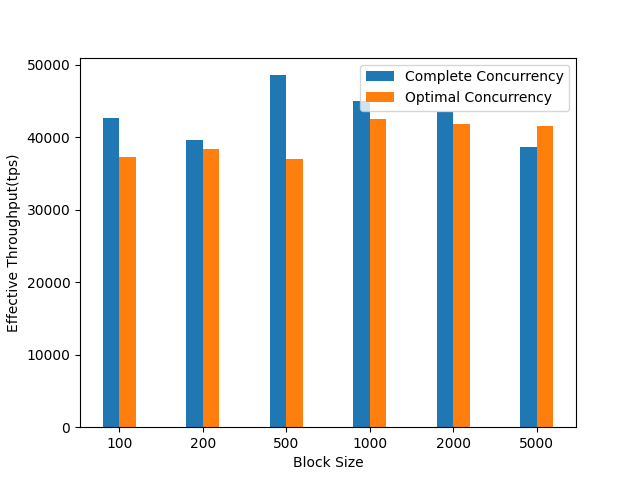 Complete Concurrency
Optimal Concurrency
Effective Throughput(tps)
50000
40000
30000
20000
10000
0
100 200 500 1000 2000 5000
Block Size